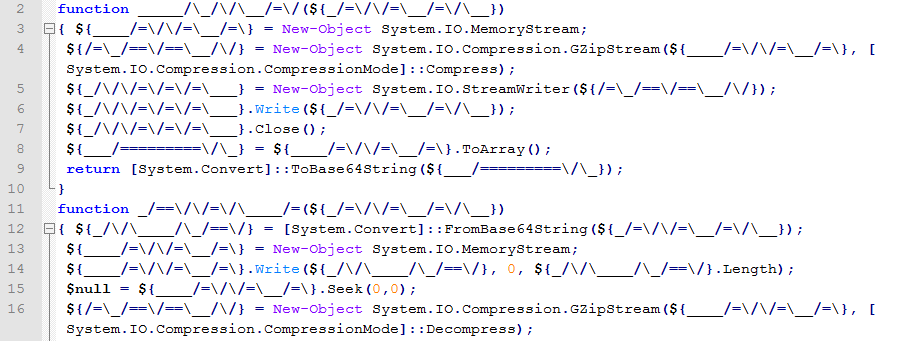 2 function _____/\_/\/\__/=\/(${_/=\/\/=\__/=\/\__})
3 { ${____/=\/\/=\__/=\} = New-Object System.IO.MemoryStream;
4 ${/=\_/==\/==\__/\/} = New-Object System.IO.Compression.GZipStream(${____/=\/\/=\__/=\}, [
System.IO.Compression.CompressionMode]::Compress);
5 ${_/\/\/=\/=\/=\___} = New-Object System.IO.StreamWriter(${/=\_/==\/==\__/\/});
6 ${_/\/\/=\/=\/=\___}.Write(${_/=\/\/=\__/=\/\__});
7 ${_/\/\/=\/=\/=\___}.Close();
8 ${___/=========\/\_} = ${____/=\/\/=\__/=\}.ToArray();
9 return [System.Convert]::ToBase64String(${___/=========\/\_});
10 }
11 function _/==\/\/=\/\____/=(${_/=\/\/=\__/=\/\__})
12 { ${_/\/\____/\_/==\/} = [System.Convert]::FromBase64String(${_/=\/\/=\__/=\/\__});
13 ${____/=\/\/=\__/=\} = New-Object System.IO.MemoryStream;
14 ${____/=\/\/=\__/=\}.Write(${_/\/\____/\_/==\/}, 0, ${_/\/\____/\_/==\/}.Length);
15 $null = ${____/=\/\/=\__/=\}.Seek(0,0);
16 ${/=\_/==\/==\__/\/} = New-Object System.IO.Compression.GZipStream(${____/=\/\/=\__/=\}, [
System.IO.Compression.CompressionMode]::Decompress);